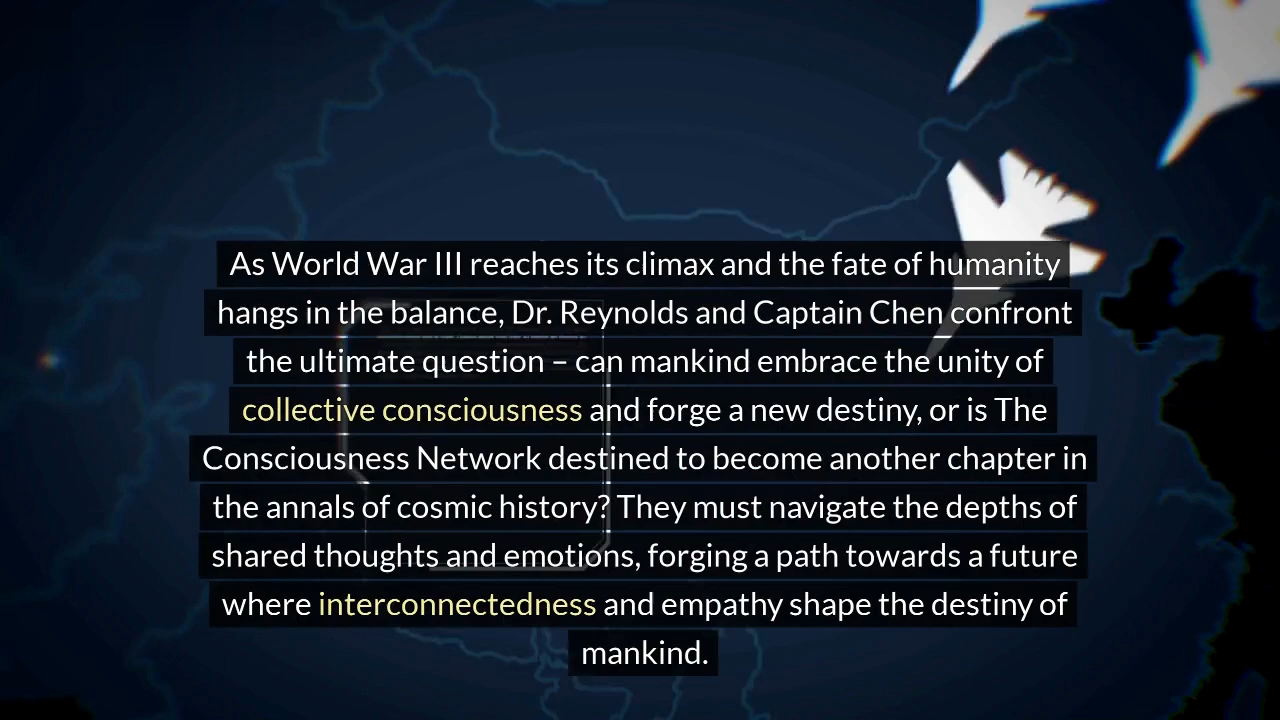 As World War III reaches its climax and the fate of humanity
hangs in the balance, Dr. Reynolds and Captain Chen confront
the ultimate question – can mankind embrace the unity of
collective consciousness and forge a new destiny, or is The
Consciousness Network destined to become another chapter in
the annals of cosmic history? They must navigate the depths of
shared thoughts and emotions, forging a path towards a future
where interconnectedness and empathy shape the destiny of
mankind.